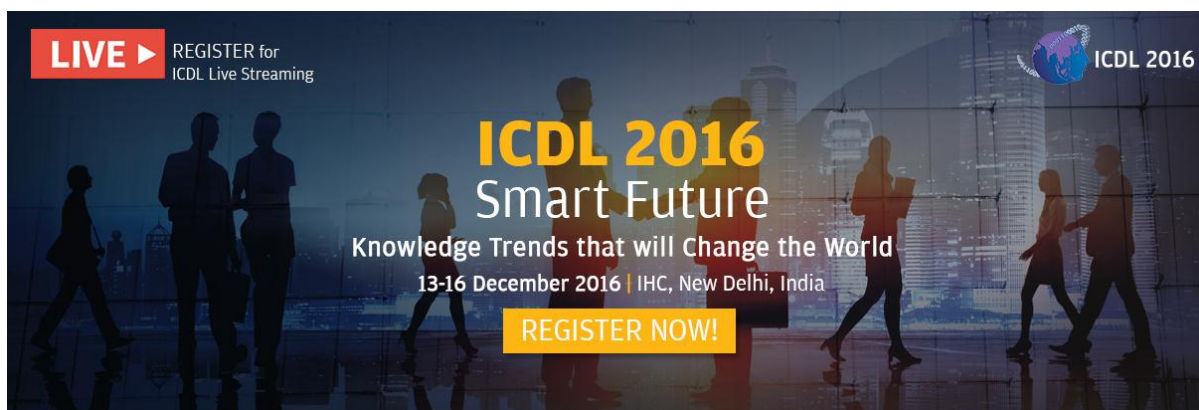 LIVE
REGISTER for
ICDL Live Streaming
ICDL 2016
ICDL 2016
Smart Future
Knowledge Trends that will Change the World
13-16 December 2016 | IHC, New Delhi, India
REGISTER NOW!